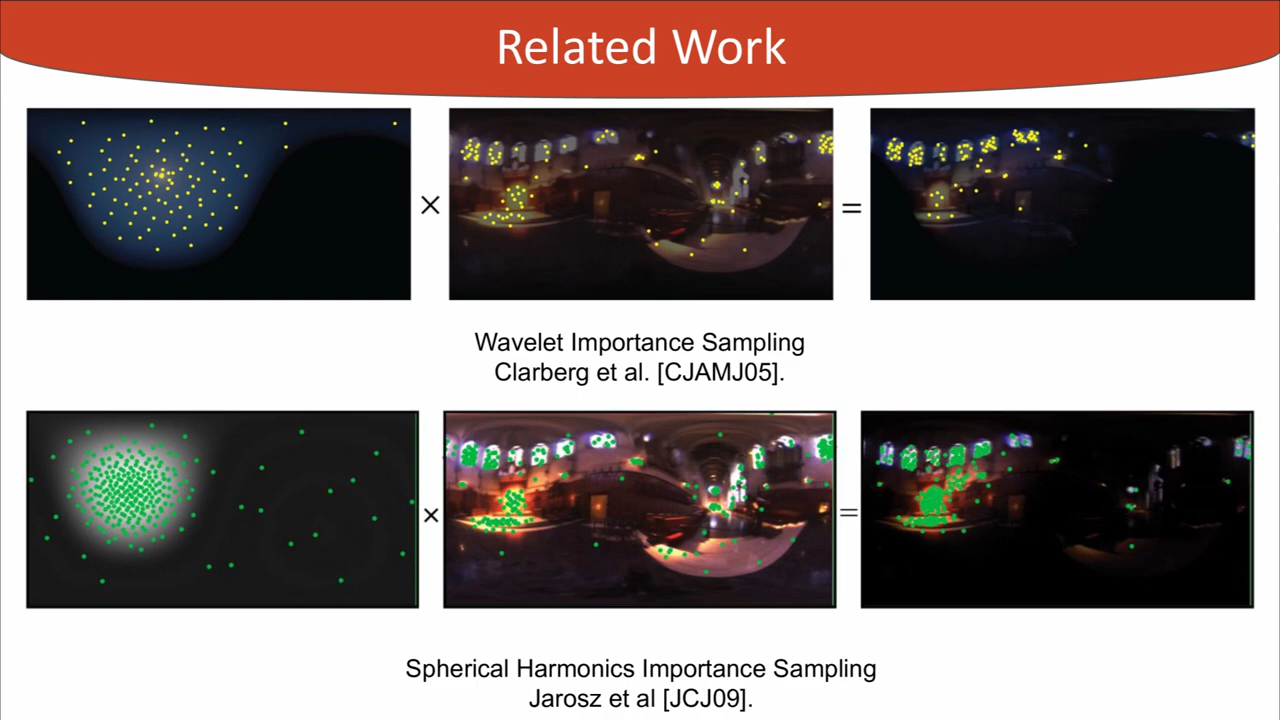 Related Work
× =
Wavelet Importance Sampling
Clarberg et al. [CJAMJ05].
× =
Spherical Harmonics Importance Sampling
Jarosz et al [JCJ09].